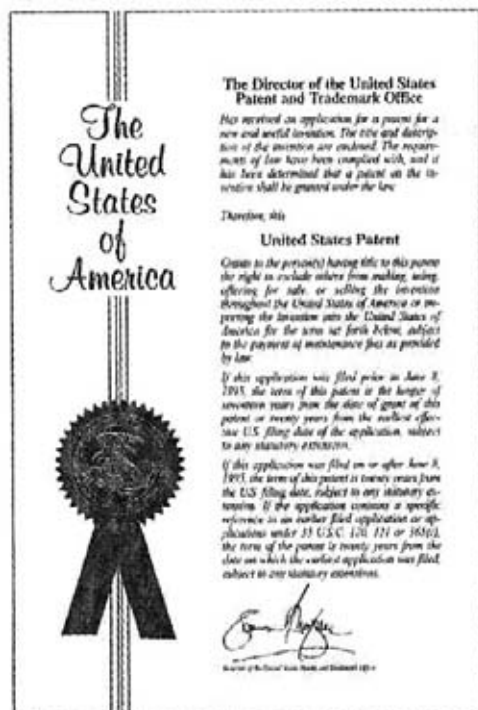 The
United
States
of
America
The Director of the United States
Patent and Trademark Office
Has received an application for a patent for a
new and useful invention. The title and descrip-
tion of the invention are enclosed. The require-
ments of law have been complied with, and it
has been determined that a patent on the in-
vention shall be granted under the law.
Therefore, this
United States Patent
Grants to the person(s) having title to this patent
the right to exclude others from making, using,
offering for sale, or selling the invention
throughout the United States of America or im-
porting the invention into the United States of
America for the term set forth below, subject
to the payment of maintenance fees as provided
by law.
If this application was filed prior to June 8,
1995, the term of this patent is the longer of
seventeen years from the date of grant of this
patent or twenty years from the earliest effec-
tive U.S. filing date of the application, subject
to any statutory extension.
If this application was filed on or after June 8,
1995, the term of this patent is twenty years from
the U.S. filing date, subject to any statutory ex-
tension. If the application contains a specific
reference to an earlier filed application or ap-
plications under 35 U.S.C. 120, 121 or 365(c),
the term of the patent is twenty years from the
date on which the earliest application was filed,
subject to any statutory extensions.
Director of the United States Patent and Trademark Office